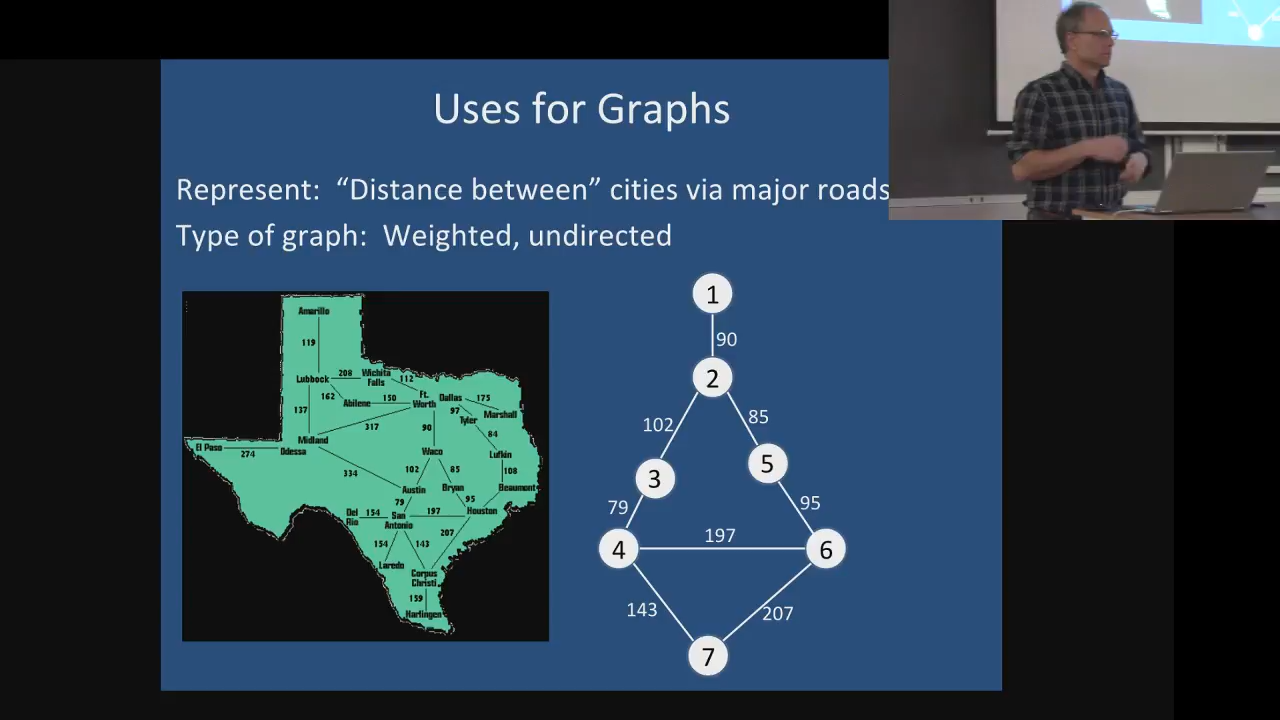 Uses for Graphs
Represent: “Distance between” cities via major roads
Type of graph: Weighted, undirected
Amarillo
119
Lubbock
208
Wichita
Falls
112
162
Abilene
150
Ft.
Worth
Dallas
175
97
Tyler
Marshall
137
317
90
84
Midland
El Paso
274
Odessa
Waco
Lufkin
334
102
85
108
Austin
Bryan
Beaumont
79
95
Del
Rio
154
San
Antonio
197
Houston
207
154
143
Laredo
Corpus
Christi
159
Harlingen
1
90
2
102
85
3
5
79
95
4
197
6
143
207
7